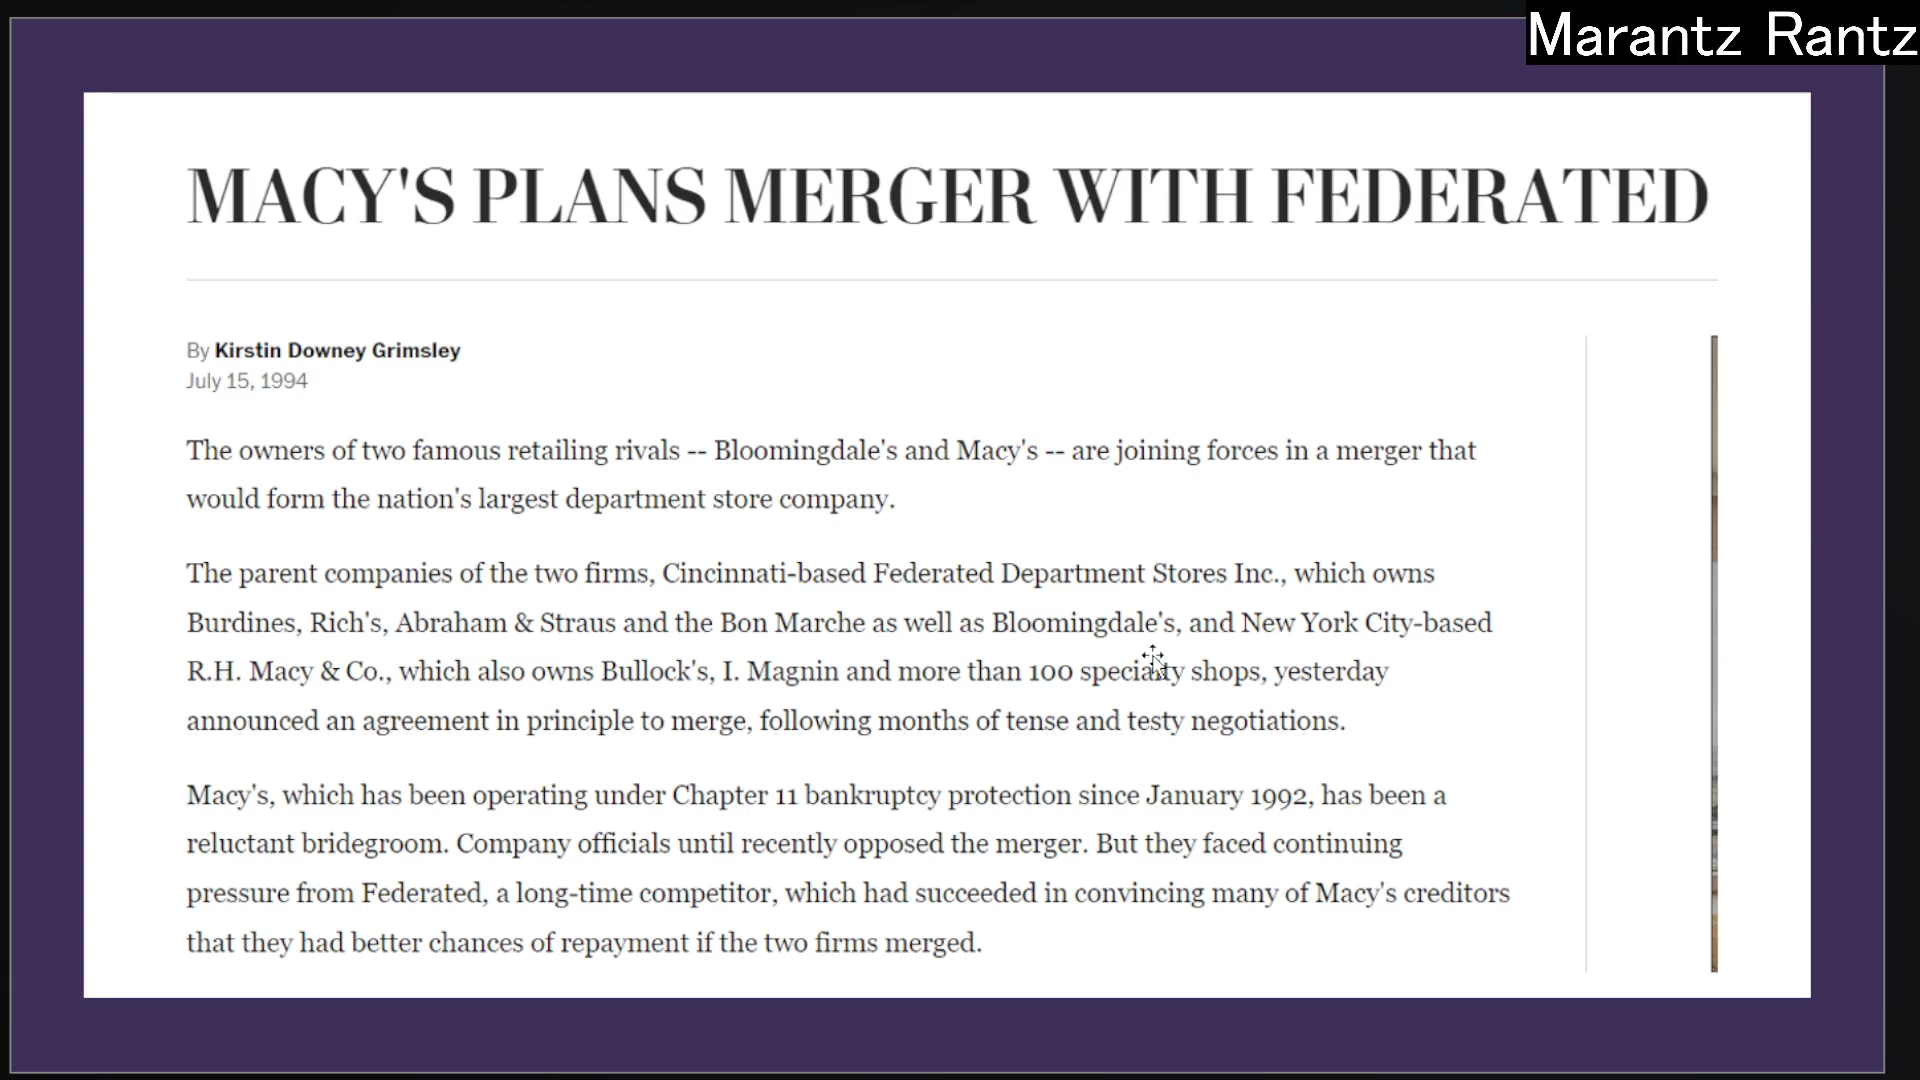 Marantz Rantz
MACY'S PLANS MERGER WITH FEDERATED
By Kirstin Downey Grimsley
July 15, 1994
The owners of two famous retailing rivals -- Bloomingdale's and Macy's -- are joining forces in a merger that
would form the nation's largest department store company.
The parent companies of the two firms, Cincinnati-based Federated Department Stores Inc., which owns
Burdines, Rich's, Abraham & Straus and the Bon Marche as well as Bloomingdale's, and New York City-based
R.H. Macy & Co., which also owns Bullock's, I. Magnin and more than 100 specialty shops, yesterday
announced an agreement in principle to merge, following months of tense and testy negotiations.
Macy's, which has been operating under Chapter 11 bankruptcy protection since January 1992, has been a
reluctant bridegroom. Company officials until recently opposed the merger. But they faced continuing
pressure from Federated, a long-time competitor, which had succeeded in convincing many of Macy's creditors
that they had better chances of repayment if the two firms merged.